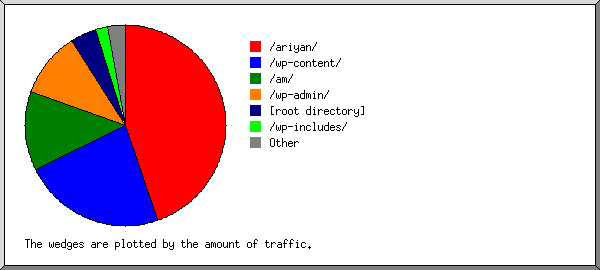 /ariyan/
/wp-content/
/am/
/wp-admin/
[root directory]
/wp-includes/
Other
The wedges are plotted by the amount of traffic.